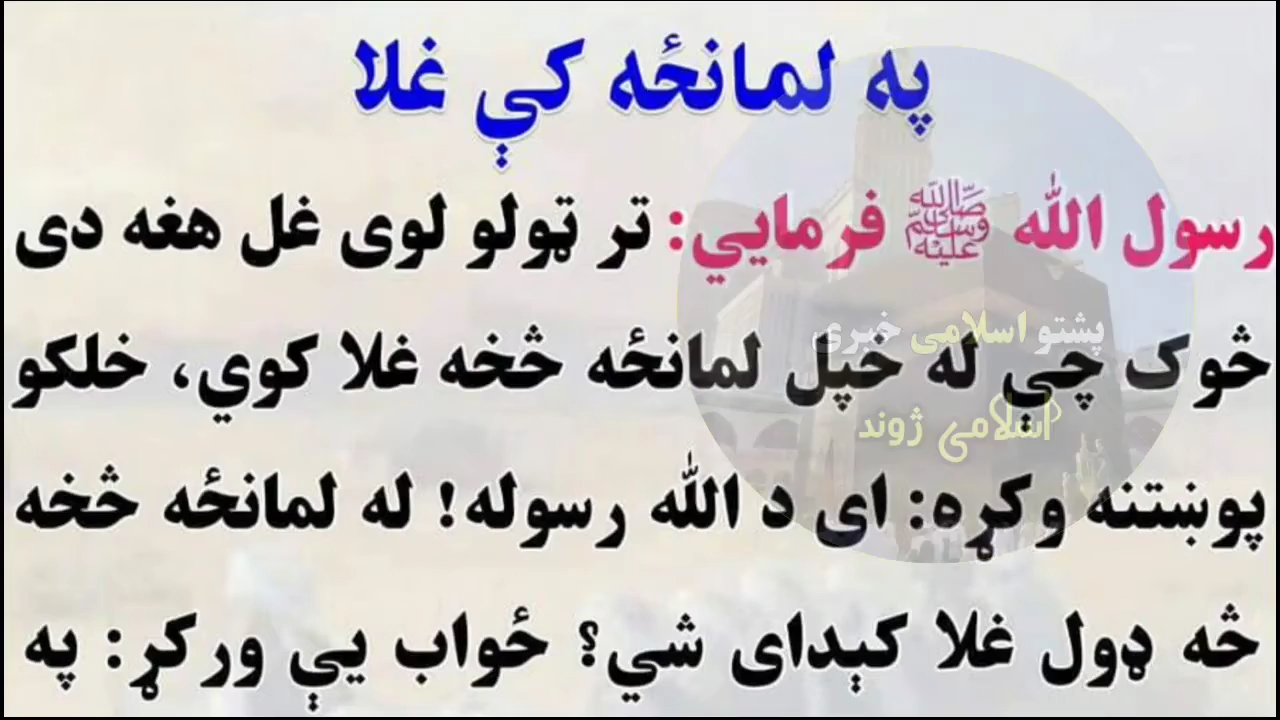 په لمانځه کې غلا
رسول الله ﷺ فرمايي: تر ټولو لوی غل هغه دی
څوک چې له خپل لمانځه څخه غلا کوي، خلکو
پوښتنه وکړه: ای د الله رسوله! له لمانځه څخه
څه ډول غلا کېدای شي؟ ځواب يې ورکړ: په
پشتو اسلامی خبری
اسلامی ژوند